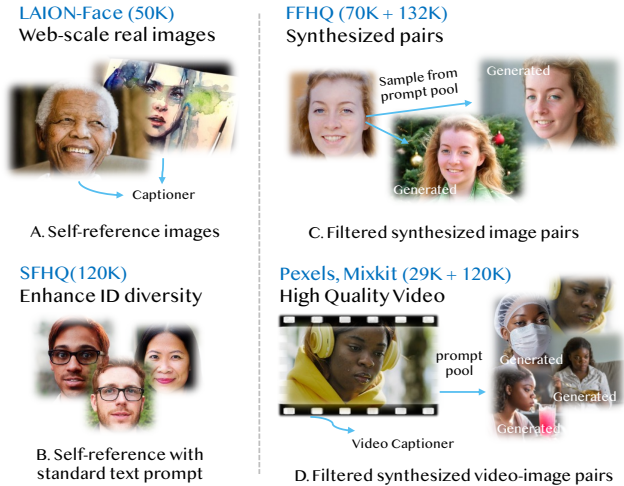 LAION-Face (50K)
Web-scale real images
Captioner
A. Self-reference images
SFHQ(120K)
Enhance ID diversity
B. Self-reference with
standard text prompt
FFHQ (70K + 132K)
Synthesized pairs
Sample from
prompt pool
Generated
Generated
C. Filtered synthesized image pairs
Pexels, Mixkit (29K + 120K)
High Quality Video
prompt
pool
Generated
Generated
Generated
Video Captioner
D. Filtered synthesized video-image pairs